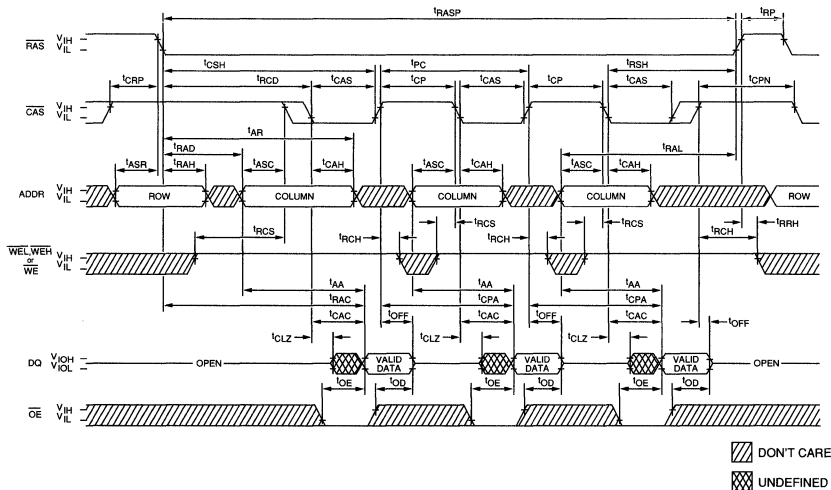 tRASP tRP
RAS VIH
VIL
tCSH tPC tRSH
tCRP tRCD tCAS tCP tCAS tCP tCAS tCPN
CAS VIH
VIL
tAR
tRAD tRAL
tASR tRAH tASC tCAH tASC tCAH tASC tCAH
ADDR VIH
VIL
ROW COLUMN COLUMN COLUMN ROW
tRCS tRCH tRCS tRCH tRCS tRCH tRRH
WEL,WEH
or
WE
VIH
VIL
tAA tAA tAA
tRAC tCPA tCPA
tCAC tOFF tCAC tOFF tCAC tOFF
tCLZ tCLZ tCLZ
DQ VIOH
VIOL
OPEN VALID DATA VALID DATA VALID DATA OPEN
tOE tOD tOE tOD tOE tOD
OE VIH
VIL
DON'T CARE
UNDEFINED